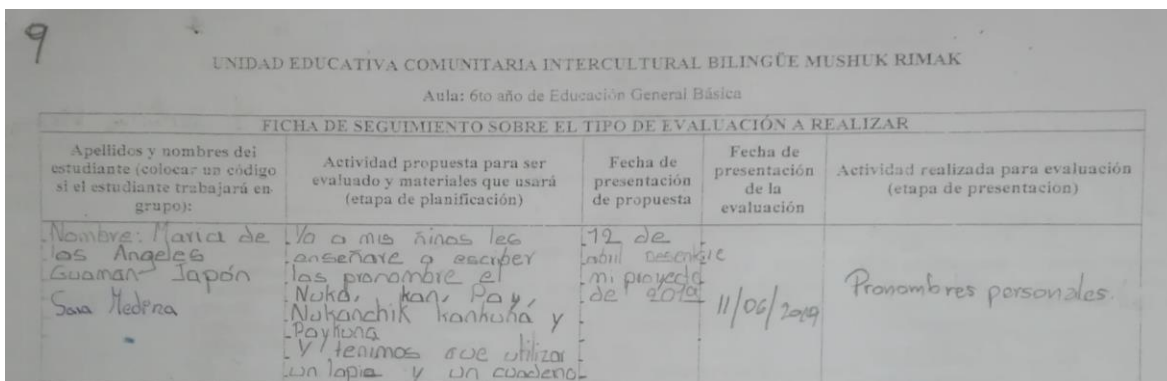 9
UNIDAD EDUCATIVA COMUNITARIA INTERCULTURAL BILINGÜE MUSHUK RIMAK
Aula: 6to año de Educación General Básica
FICHA DE SEGUIMIENTO SOBRE EL TIPO DE EVALUACIÓN A REALIZAR
Apellidos y nombres del
estudiante (colocar un código
si el estudiante trabajará en
grupo):
Actividad propuesta para ser
evaluado y materiales que usará
(etapa de planificación)
Fecha de
presentación
de propuesta
Fecha de
presentación
de la
evaluación
Actividad realizada para evaluación
(etapa de presentacion)
Nombre: Maria de
los Angeles
Guaman Japón
Sara Medina
Yo a mis ninos les
anseñare a escriber
las pronombre el
Nuka, kan, Pay,
Nukanchik kankuna y
Paykuna
Y tenimos que utilizar
un lapiz y un cuaderno
12 de
abril
mi proyecto
de 2019
11/06/2019
Pronombres personales.